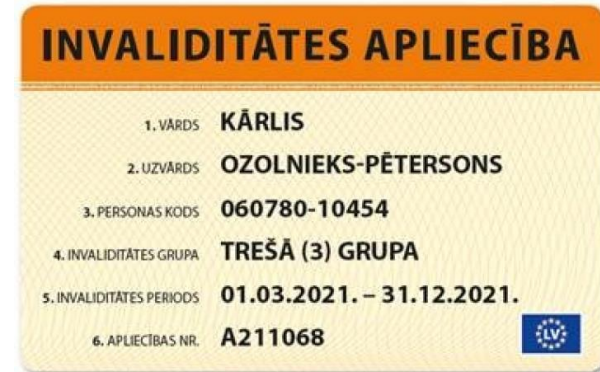 INVALIDITĀTES APLIECĪBA
1. VĀRDS KĀRLIS
2. UZVĀRDS OZOLNIEKS-PĒTERSONS
3. PERSONAS KODS 060780-10454
4. INVALIDITĀTES GRUPA TREŠĀ (3) GRUPA
5. INVALIDITĀTES PERIODS 01.03.2021. – 31.12.2021.
6. APLIECĪBAS NR. A211068
LV